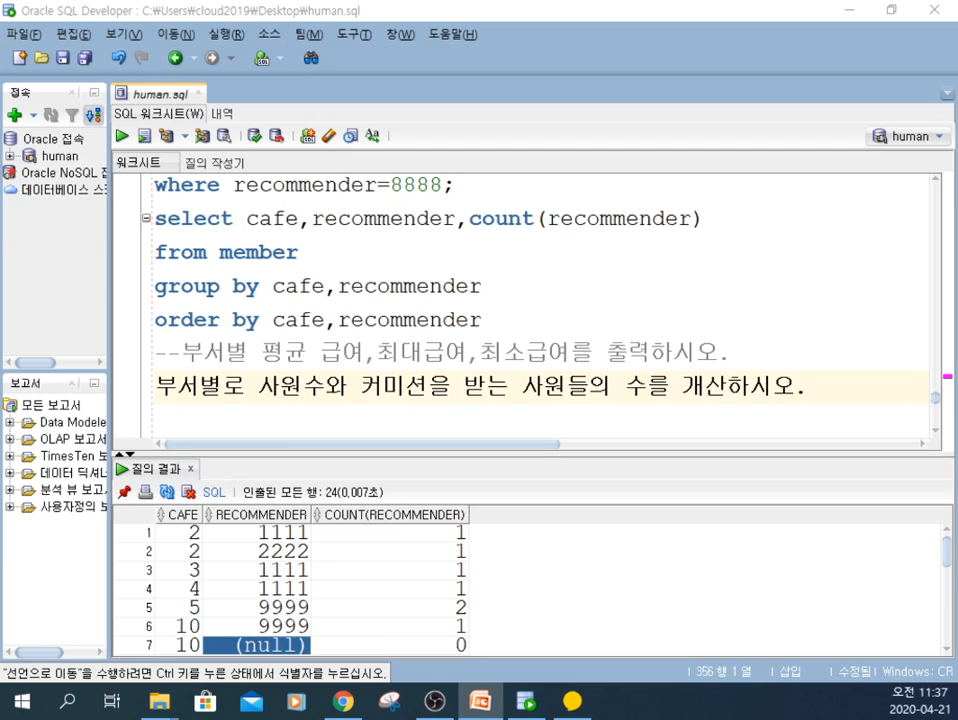 Oracle SQL Developer : C:₩Users₩cloud2019₩Desktop₩human.sql
파일(F) 편집(E) 보기(V) 이동(N) 실행(R) 소스 팀(M) 도구(T) 창(W) 도움말(H)
접속
Oracle 접속
human
Oracle NoSQL 접
데이터베이스 스
human.sql
SQL 워크시트(W) 내역
human
워크시트 질의 작성기
where recommender=8888;
select cafe,recommender,count(recommender)
from member
group by cafe,recommender
order by cafe,recommender
--부서별 평균 급여,최대급여,최소급여를 출력하시오.
부서별로 사원수와 커미션을 받는 사원들의 수를 개산하시오.
보고서
모든 보고서
Data Modele
OLAP 보고서
TimesTen 보
데이터 딕셔너
분석 뷰 보고
사용자정의 보
질의 결과
SQL | 인출된 모든 행: 24(0,007초)
CAFE RECOMMENDER COUNT(RECOMMENDER)
1 2 1111 1
2 2 2222 1
3 3 1111 1
4 4 1111 1
5 5 9999 2
6 10 9999 1
7 10 (null) 0
"선언으로 이동"을 수행하려면 Ctrl 키를 누른 상태에서 식별자를 누르십시오.
356 행 1 열 | 삽입 | 수정됨 | Windows: CR
오전 11:37
2020-04-21